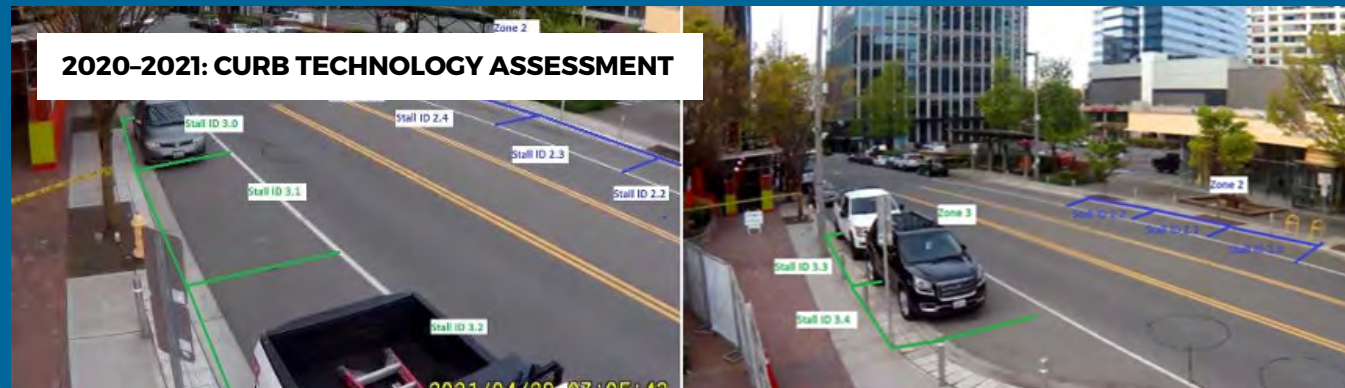 Zone 2
2020–2021: CURB TECHNOLOGY ASSESSMENT
Stall ID 3.0
Stall ID 2.4
Stall ID 2.3
Stall ID 3.1
Stall ID 2.2
Stall ID 3.2
Zone 2
Zone 3
Stall ID 3.3
Stall ID 3.4